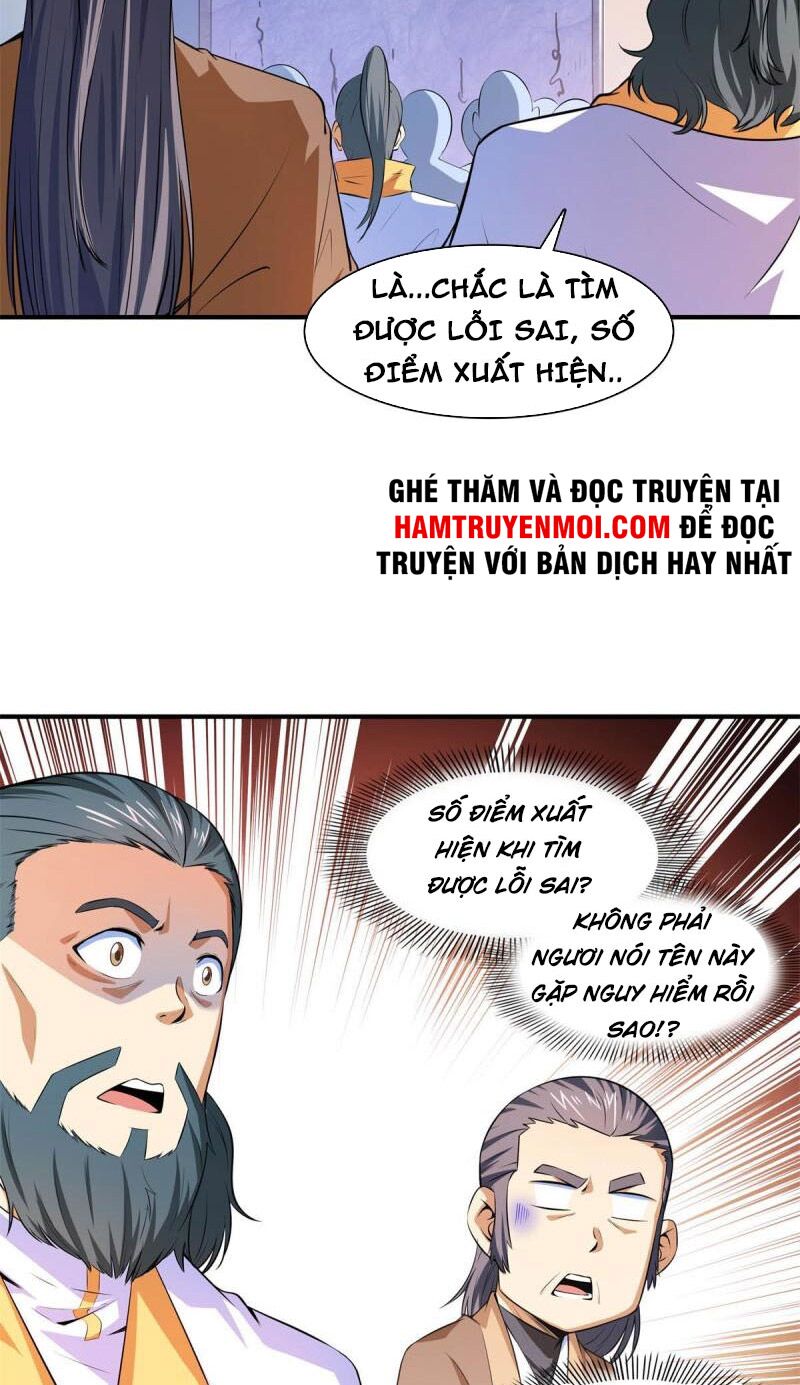 LÀ...CHẮC LÀ TÌM
ĐƯỢC LỖI SAI, SỐ
ĐIỂM XUẤT HIỆN..
GHÉ THĂM VÀ ĐỌC TRUYỆN TẠI
HAMTRUYENMOI.COM ĐỂ ĐỌC
TRUYỆN VỚI BẢN DỊCH HAY NHẤT
SỐ ĐIỂM XUẤT
HIỆN KHI TÌM
ĐƯỢC LỖI SAI?
KHÔNG PHẢI
NGƯƠI NÓI TÊN NÀY
GẶP NGUY HIỂM RỒI
SAO!?